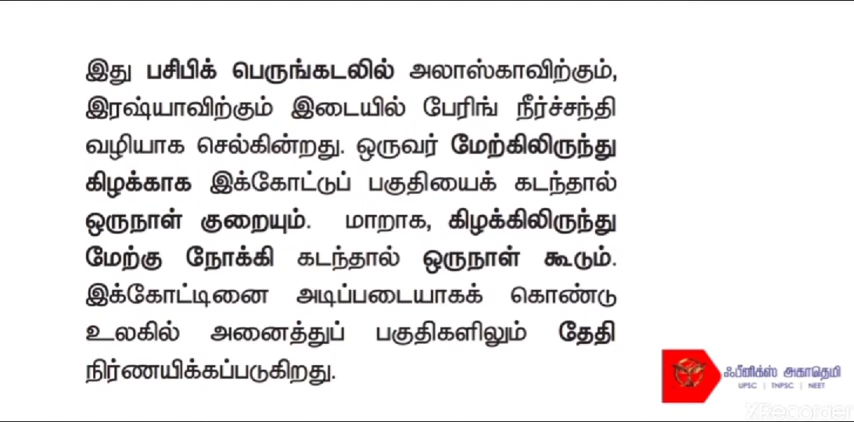 இது பசிபிக் பெருங்கடலில் அலாஸ்காவிற்கும்,
இரஷ்யாவிற்கும் இடையில் பேரிங் நீர்ச்சந்தி
வழியாக செல்கின்றது. ஒருவர் மேற்கிலிருந்து
கிழக்காக இக்கோட்டுப் பகுதியைக் கடந்தால்
ஒருநாள் குறையும். மாறாக, கிழக்கிலிருந்து
மேற்கு நோக்கி கடந்தால் ஒருநாள் கூடும்.
இக்கோட்டினை அடிப்படையாகக் கொண்டு
உலகில் அனைத்துப் பகுதிகளிலும் தேதி
நிர்ணயிக்கப்படுகிறது.
ஃபீனிக்ஸ் அகாதெமி
UPSC | TNPSC | NEET
XRecorder